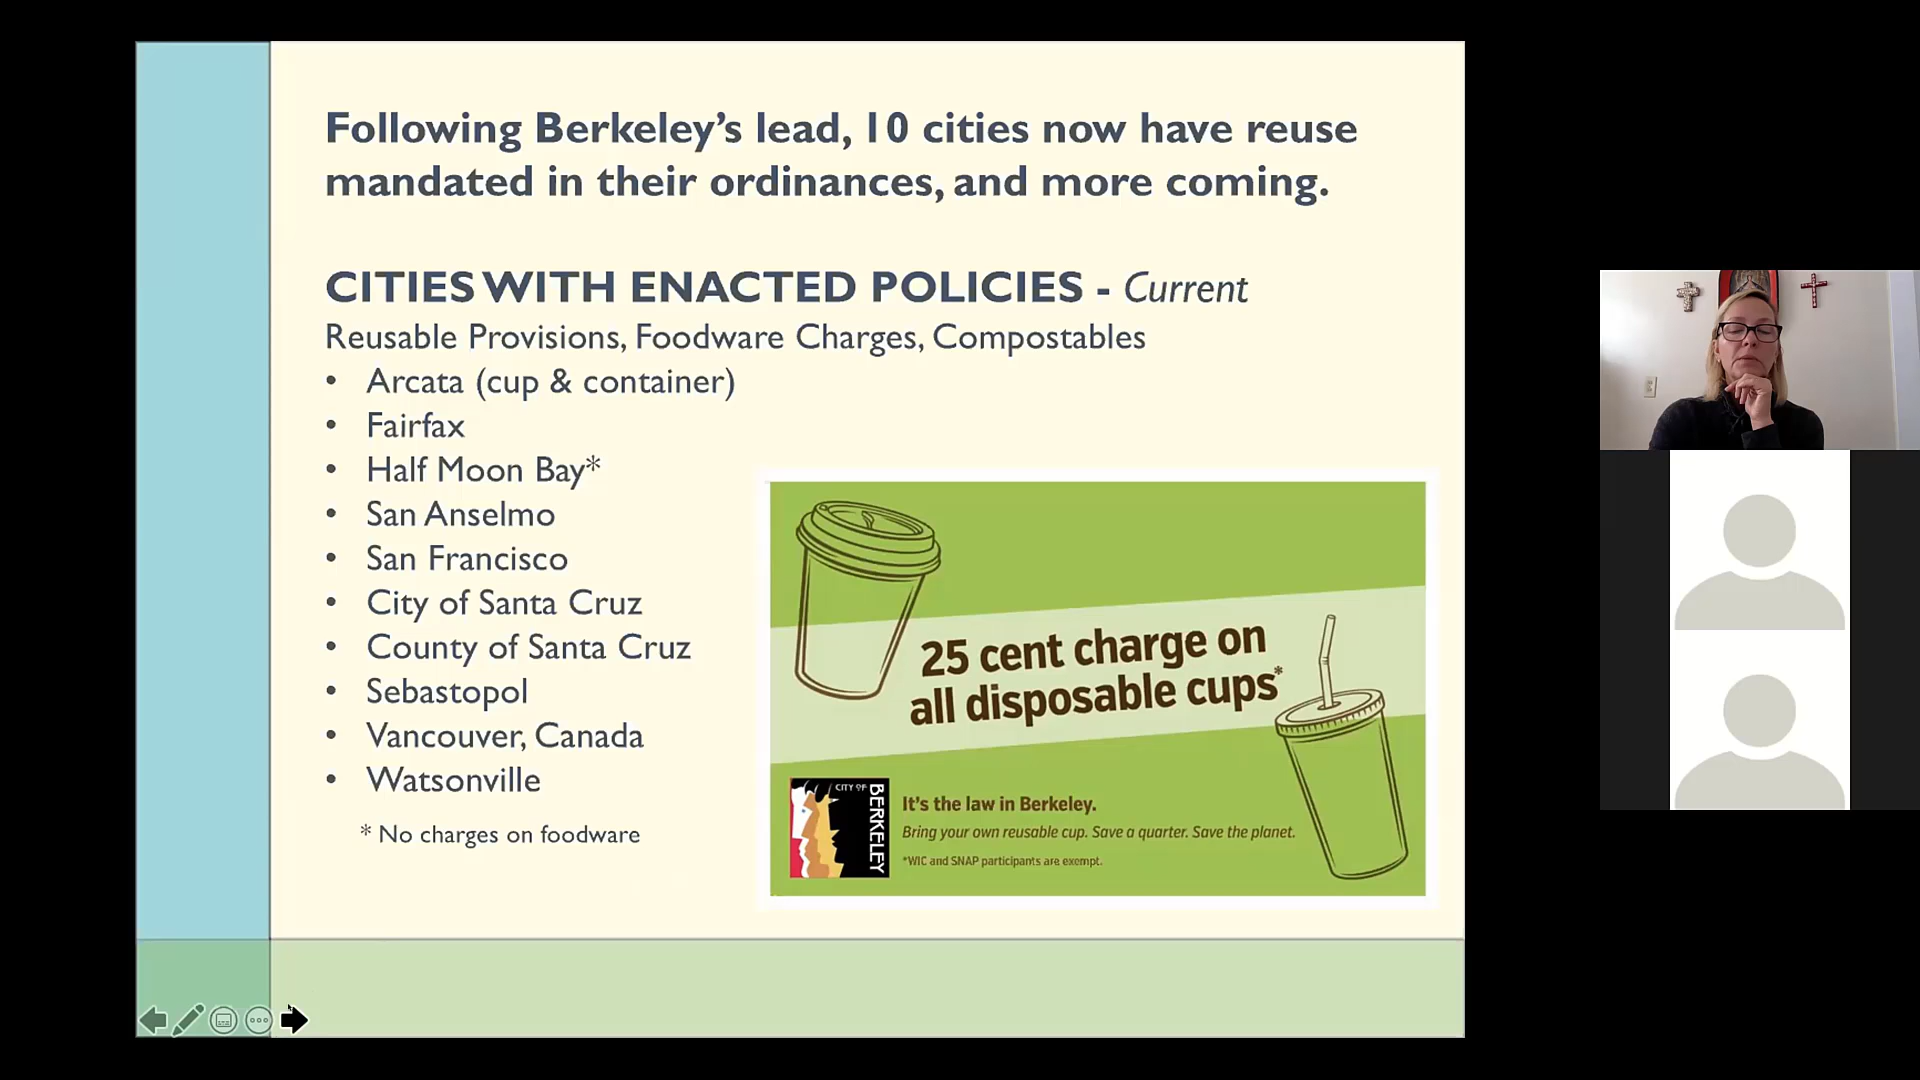 Following Berkeley's lead, 10 cities now have reuse
mandated in their ordinances, and more coming.
CITIES WITH ENACTED POLICIES - Current
Reusable Provisions, Foodware Charges, Compostables
• Arcata (cup & container)
• Fairfax
• Half Moon Bay*
• San Anselmo
• San Francisco
• City of Santa Cruz
• County of Santa Cruz
• Sebastopol
• Vancouver, Canada
• Watsonville
* No charges on foodware
25 cent charge on
all disposable cups*
CITY OF
BERKELEY
It's the law in Berkeley.
Bring your own reusable cup. Save a quarter. Save the planet.
*WIC and SNAP participants are exempt.